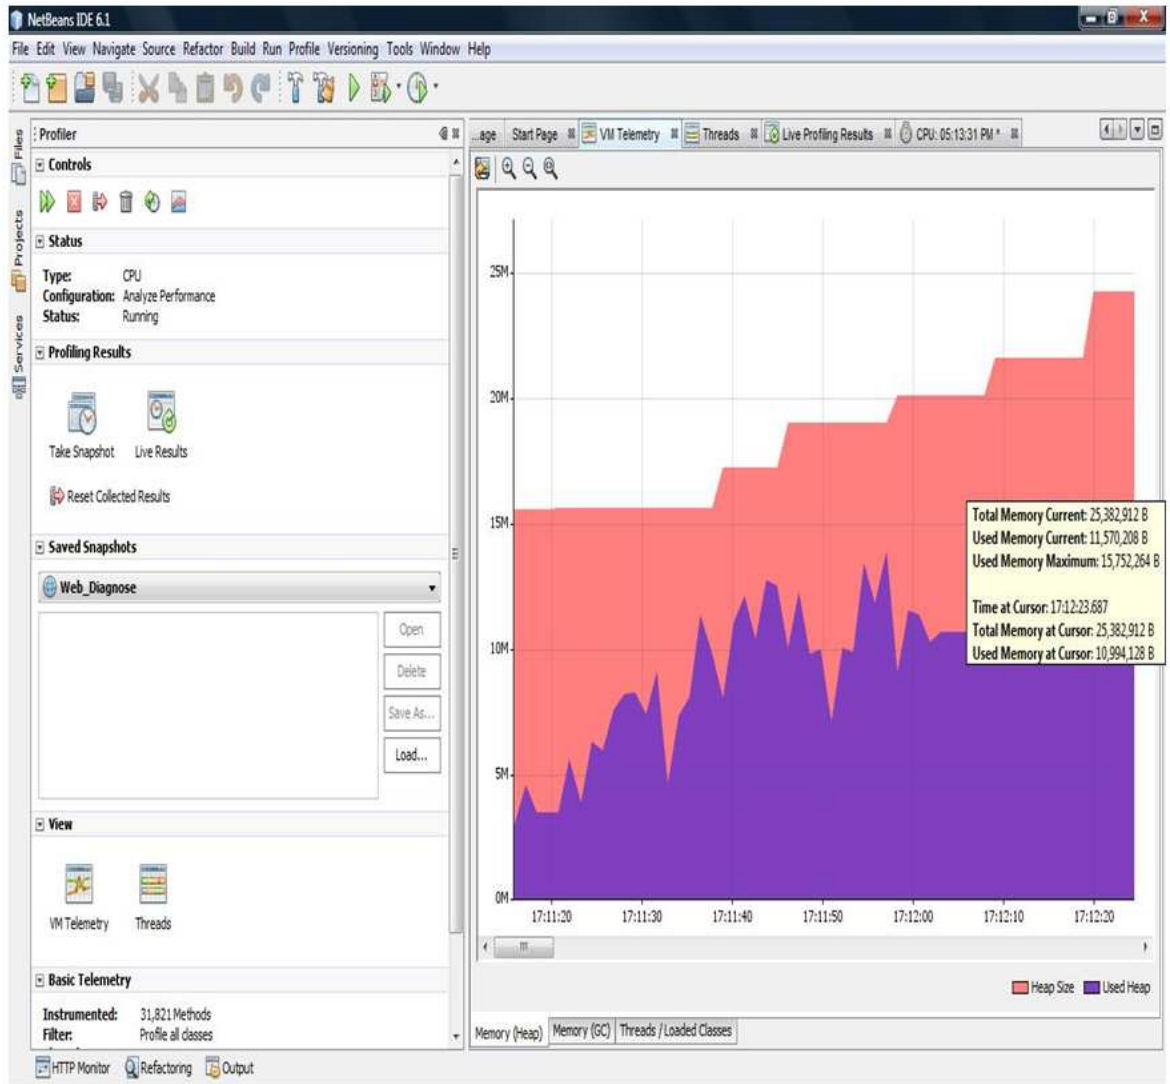 NetBeans IDE 6.1
File Edit View Navigate Source Refactor Build Run Profile Versioning Tools Window Help
Files
Projects
Services
Profiler
Controls
Status
Type: CPU
Configuration: Analyze Performance
Status: Running
Profiling Results
Take Snapshot Live Results
Reset Collected Results
Saved Snapshots
Web_Diagnose
Open
Delete
Save As...
Load...
View
VM Telemetry Threads
Basic Telemetry
Instrumented: 31,821 Methods
Filter: Profile all classes
...age Start Page VM Telemetry Threads Live Profiling Results CPU: 05:13:31 PM *
25M
20M
15M
10M
5M
0M
Total Memory Current: 25,382,912 B
Used Memory Current: 11,570,208 B
Used Memory Maximum: 15,752,264 B
Time at Cursor: 17:12:23.687
Total Memory at Cursor: 25,382,912 B
Used Memory at Cursor: 10,994,128 B
17:11:20 17:11:30 17:11:40 17:11:50 17:12:00 17:12:10 17:12:20
Heap Size Used Heap
Memory (Heap) Memory (GC) Threads / Loaded Classes
HTTP Monitor Refactoring Output